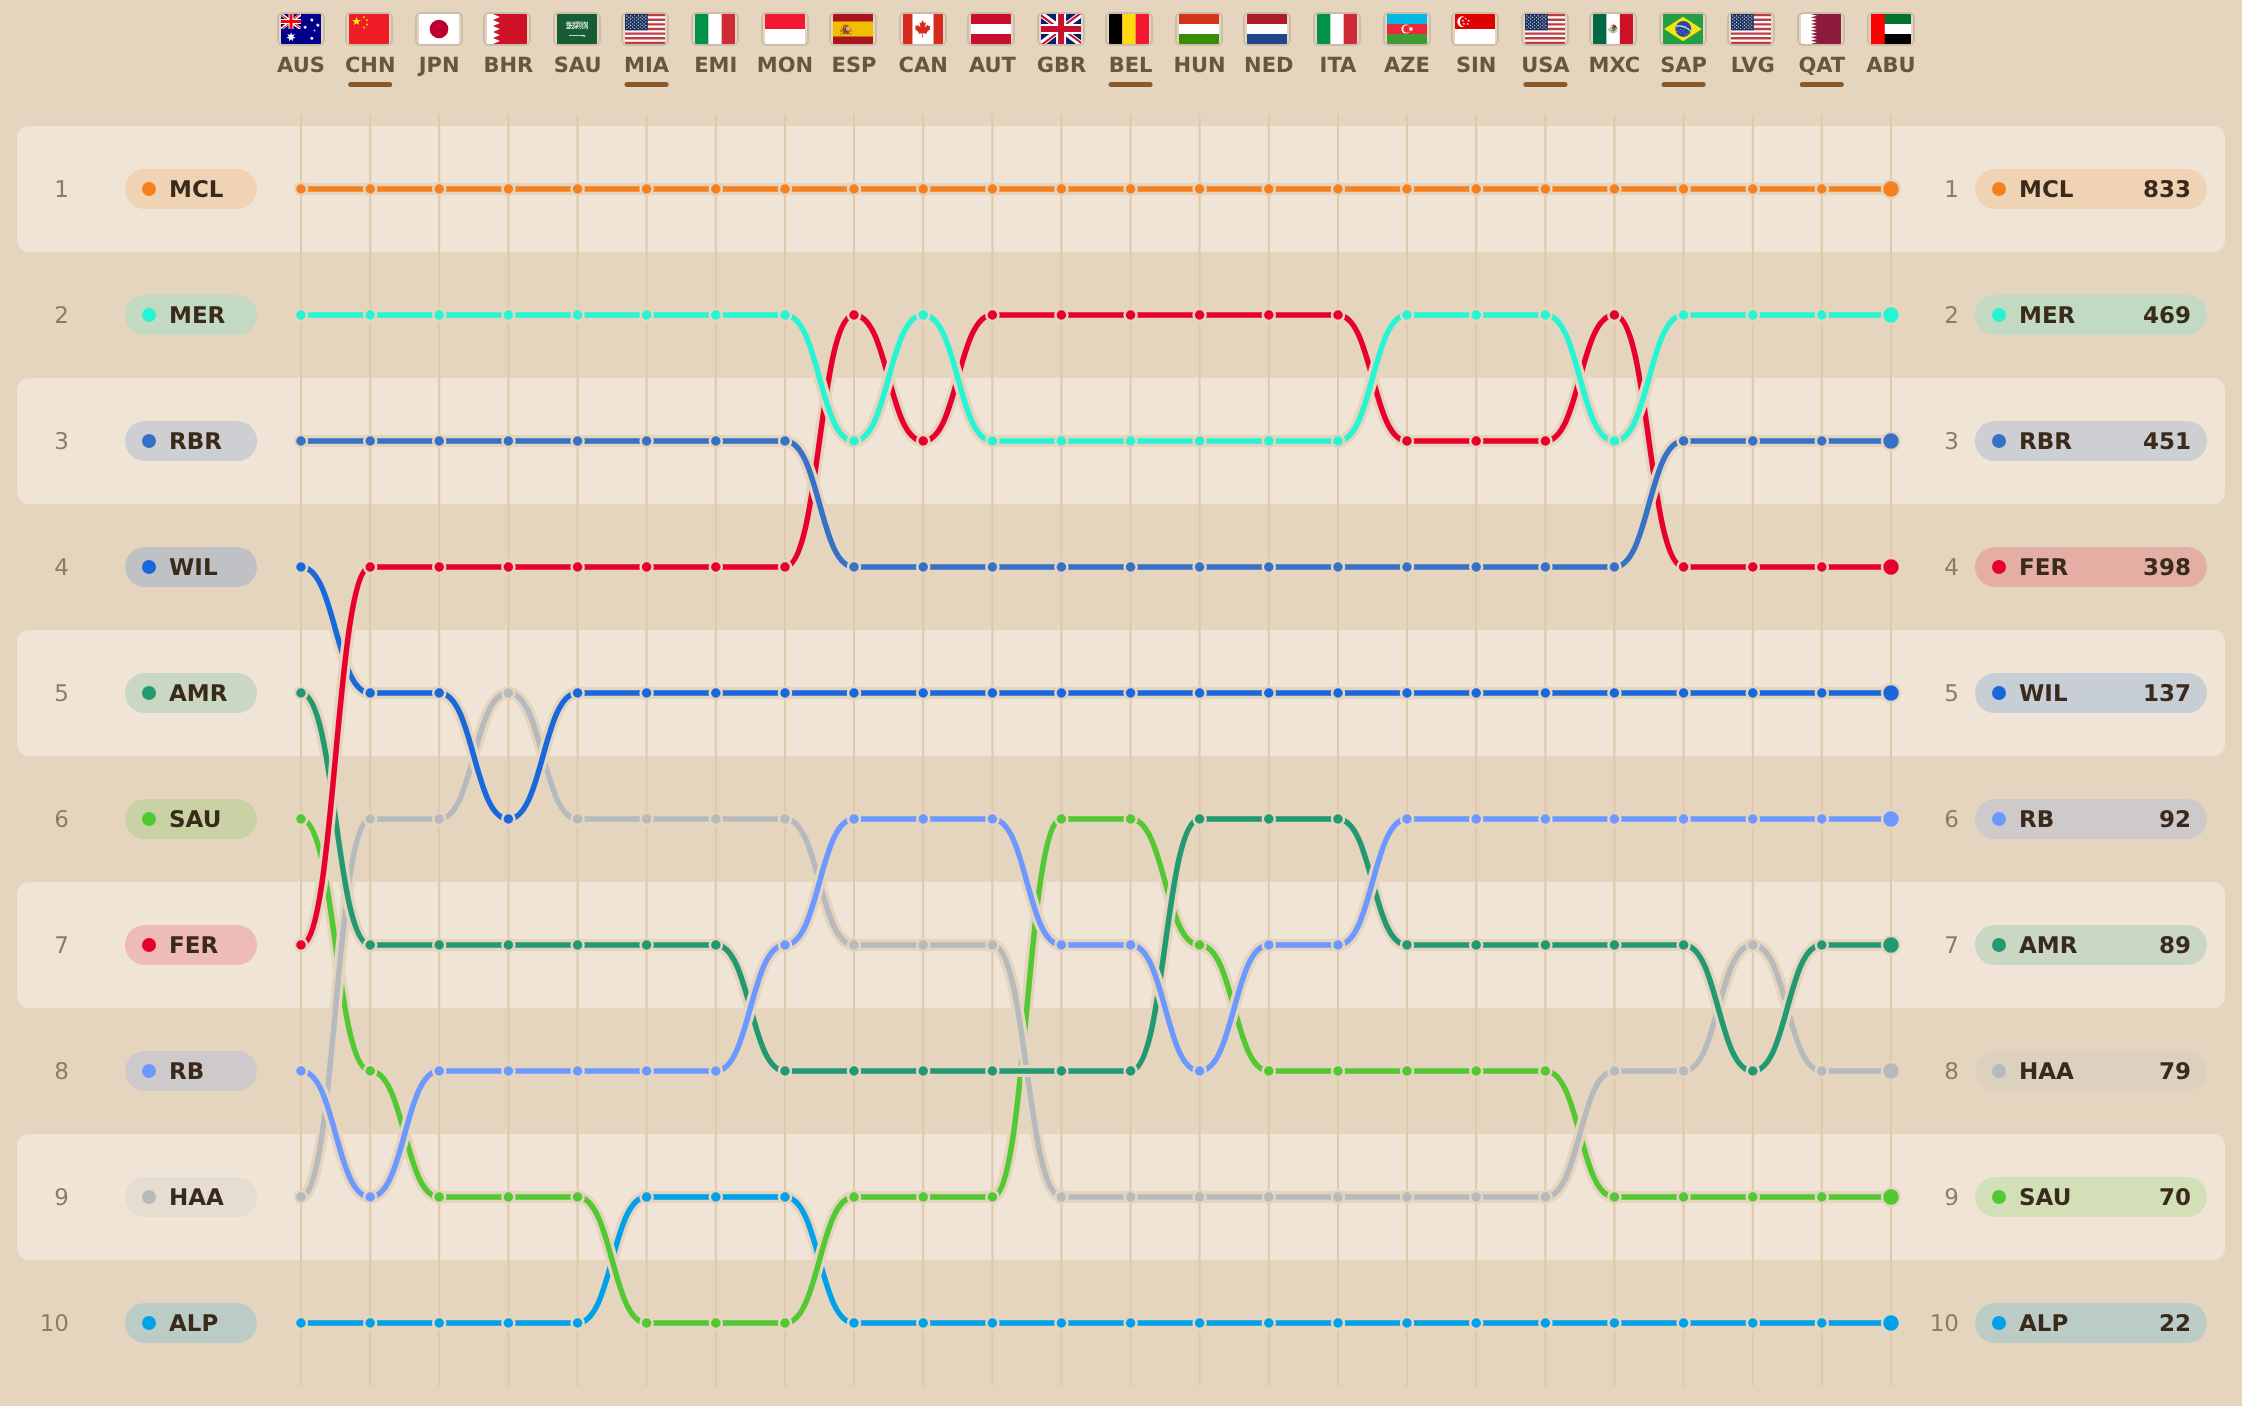 AUS CHN JPN BHR SAU MIA EMI MON ESP CAN AUT GBR BEL HUN NED ITA AZE SIN USA MXC SAP LVG QAT ABU
1 MCL 1 MCL 833
2 MER 2 MER 469
3 RBR 3 RBR 451
4 WIL 4 FER 398
5 AMR 5 WIL 137
6 SAU 6 RB 92
7 FER 7 AMR 89
8 RB 8 HAA 79
9 HAA 9 SAU 70
10 ALP 10 ALP 22